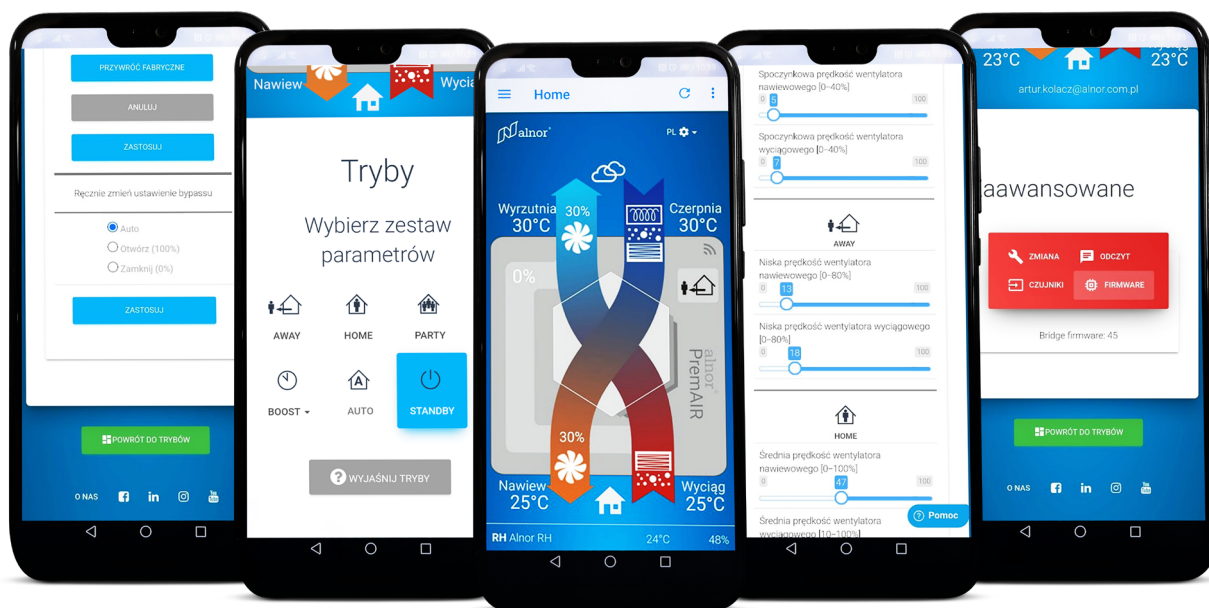 PRZYWRÓĆ FABRYCZNE
ANULUJ
ZASTOSUJ
Ręcznie zmień ustawienie bypassu
Auto
Otwórz (100%)
Zamknij (0%)
ZASTOSUJ
POWRÓT DO TRYBÓW
O NAS
Nawiew
Tryby
Wybierz zestaw
parametrów
AWAY HOME PARTY
BOOST AUTO STANDBY
? WYJAŚNIJ TRYBY
Home
alnor®
PL
Wyrzutnia 30% Czerpnia
30°C 30°C
0%
alnor®
PremAIR
30%
Nawiew Wyciąg
25°C 25°C
RH Alnor RH 24°C 48%
Spoczynkowa prędkość wentylatora
nawiewowego [0-40%]
0 5 100
Spoczynkowa prędkość wentylatora
wyciągowego [0-40%]
0 7 100
AWAY
Niska prędkość wentylatora
nawiewowego [0-80%]
0 13 100
Niska prędkość wentylatora wyciągowego
[0-80%]
0 18 100
HOME
Średnia prędkość wentylatora
nawiewowego [0-100%]
0 47 100
Średnia prędkość wentylatora
wyciągowego [10-100%]
? Pomoc
23°C 23°C
artur.kolacz@alnor.com.pl
aawansowane
ZMIANA ODCZYT
CZUJNIKI FIRMWARE
Bridge firmware: 45
POWRÓT DO TRYBÓW
O NAS